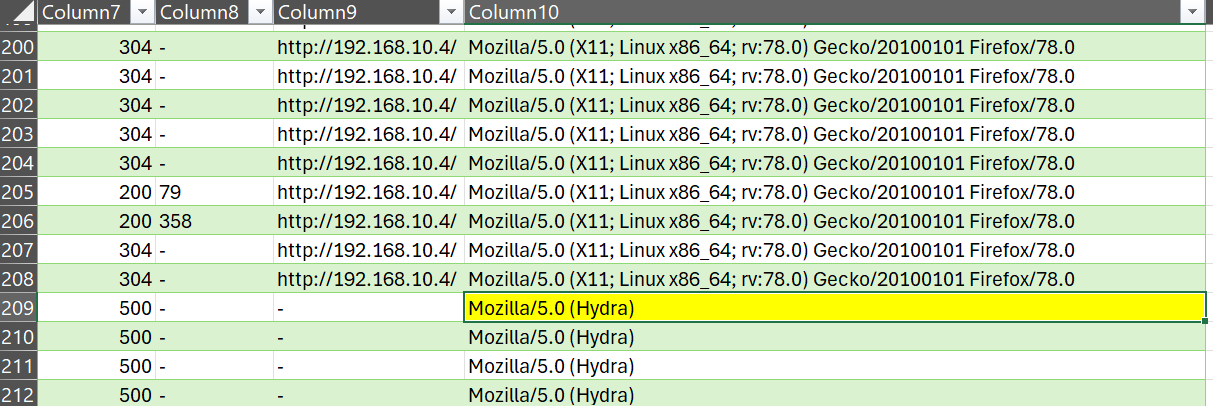 Column7 Column8 Column9 Column10
200 304 - http://192.168.10.4/ Mozilla/5.0 (X11; Linux x86_64; rv:78.0) Gecko/20100101 Firefox/78.0
201 304 - http://192.168.10.4/ Mozilla/5.0 (X11; Linux x86_64; rv:78.0) Gecko/20100101 Firefox/78.0
202 304 - http://192.168.10.4/ Mozilla/5.0 (X11; Linux x86_64; rv:78.0) Gecko/20100101 Firefox/78.0
203 304 - http://192.168.10.4/ Mozilla/5.0 (X11; Linux x86_64; rv:78.0) Gecko/20100101 Firefox/78.0
204 304 - http://192.168.10.4/ Mozilla/5.0 (X11; Linux x86_64; rv:78.0) Gecko/20100101 Firefox/78.0
205 200 79 http://192.168.10.4/ Mozilla/5.0 (X11; Linux x86_64; rv:78.0) Gecko/20100101 Firefox/78.0
206 200 358 http://192.168.10.4/ Mozilla/5.0 (X11; Linux x86_64; rv:78.0) Gecko/20100101 Firefox/78.0
207 304 - http://192.168.10.4/ Mozilla/5.0 (X11; Linux x86_64; rv:78.0) Gecko/20100101 Firefox/78.0
208 304 - http://192.168.10.4/ Mozilla/5.0 (X11; Linux x86_64; rv:78.0) Gecko/20100101 Firefox/78.0
209 500 - - Mozilla/5.0 (Hydra)
210 500 - - Mozilla/5.0 (Hydra)
211 500 - - Mozilla/5.0 (Hydra)
212 500 - - Mozilla/5.0 (Hydra)